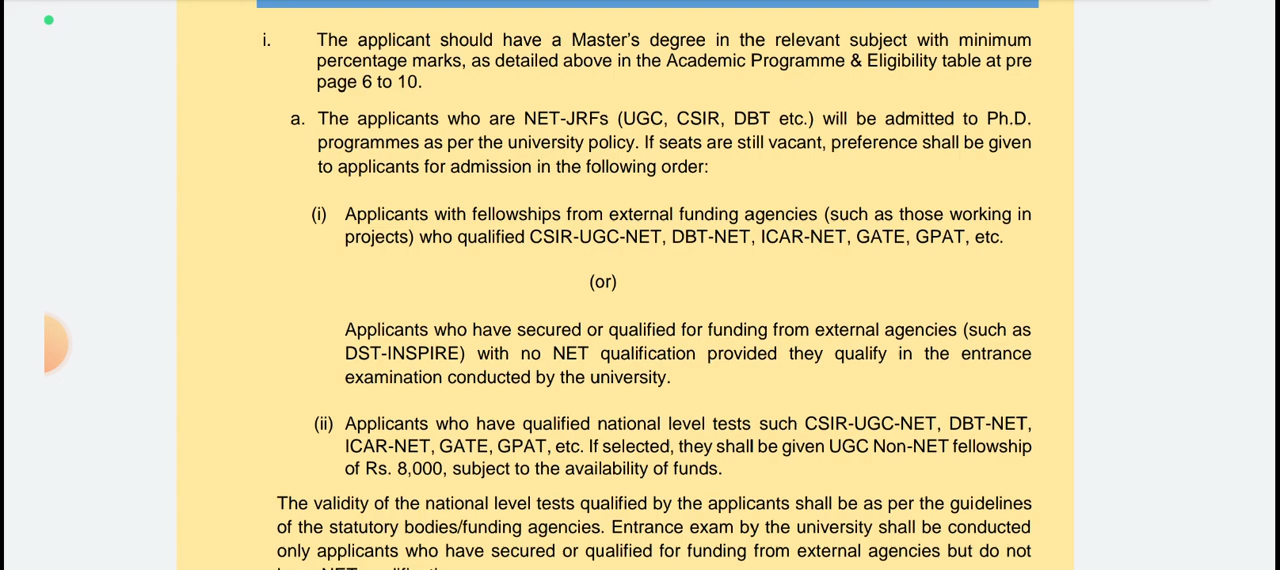 i. The applicant should have a Master's degree in the relevant subject with minimum
percentage marks, as detailed above in the Academic Programme & Eligibility table at pre
page 6 to 10.
a. The applicants who are NET-JRFs (UGC, CSIR, DBT etc.) will be admitted to Ph.D.
programmes as per the university policy. If seats are still vacant, preference shall be given
to applicants for admission in the following order:
(i) Applicants with fellowships from external funding agencies (such as those working in
projects) who qualified CSIR-UGC-NET, DBT-NET, ICAR-NET, GATE, GPAT, etc.
(or)
Applicants who have secured or qualified for funding from external agencies (such as
DST-INSPIRE) with no NET qualification provided they qualify in the entrance
examination conducted by the university.
(ii) Applicants who have qualified national level tests such CSIR-UGC-NET, DBT-NET,
ICAR-NET, GATE, GPAT, etc. If selected, they shall be given UGC Non-NET fellowship
of Rs. 8,000, subject to the availability of funds.
The validity of the national level tests qualified by the applicants shall be as per the guidelines
of the statutory bodies/funding agencies. Entrance exam by the university shall be conducted
only applicants who have secured or qualified for funding from external agencies but do not